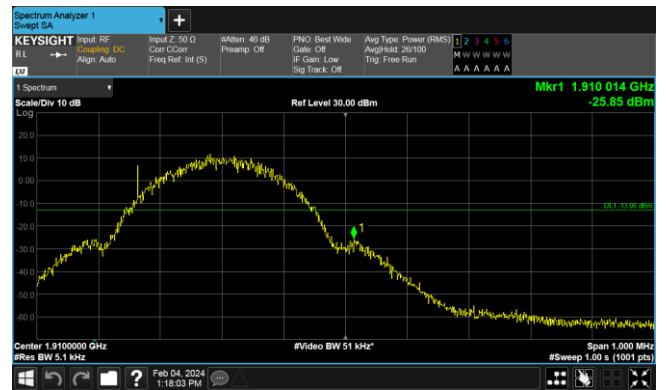 Spectrum Analyzer 1
Swept SA
KEYSIGHT
RL
LXI
Input: RF
Coupling: DC
Align: Auto
Input Z: 50 Ω
Corr CCorr
Freq Ref: Int (S)
#Atten: 46 dB
Preamp: Off
PNO: Best Wide
Gate: Off
IF Gain: Low
Sig Track: Off
Avg Type: Power (RMS)
Avg|Hold: 26/100
Trig: Free Run
1 2 3 4 5 6
M W W W W W
A A A A A A
1 Spectrum
Mkr1 1.910 014 GHz
Scale/Div 10 dB
Ref Level 30.00 dBm
-25.85 dBm
Log
20.0
10.0
0.00
-10.0
DL1 -13.00 dBm
-20.0
1
-30.0
-40.0
-50.0
-60.0
Center 1.9100000 GHz
#Video BW 51 kHz*
Span 1.000 MHz
#Res BW 5.1 kHz
#Sweep 1.00 s (1001 pts)
Feb 04, 2024
1:18:03 PM